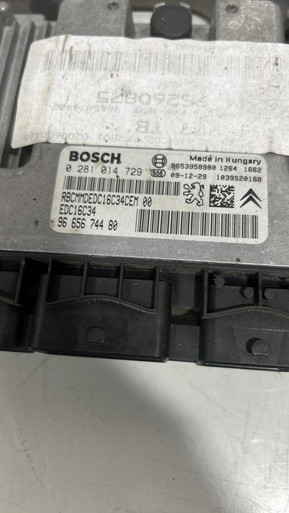 BOSCH
Made in Hungary
0 281 014 729
9653958980 1264 1662
09-12-29 1039S20168
RBCMMDEDC16C34CEM 00
EDC16C34
96 656 744 80